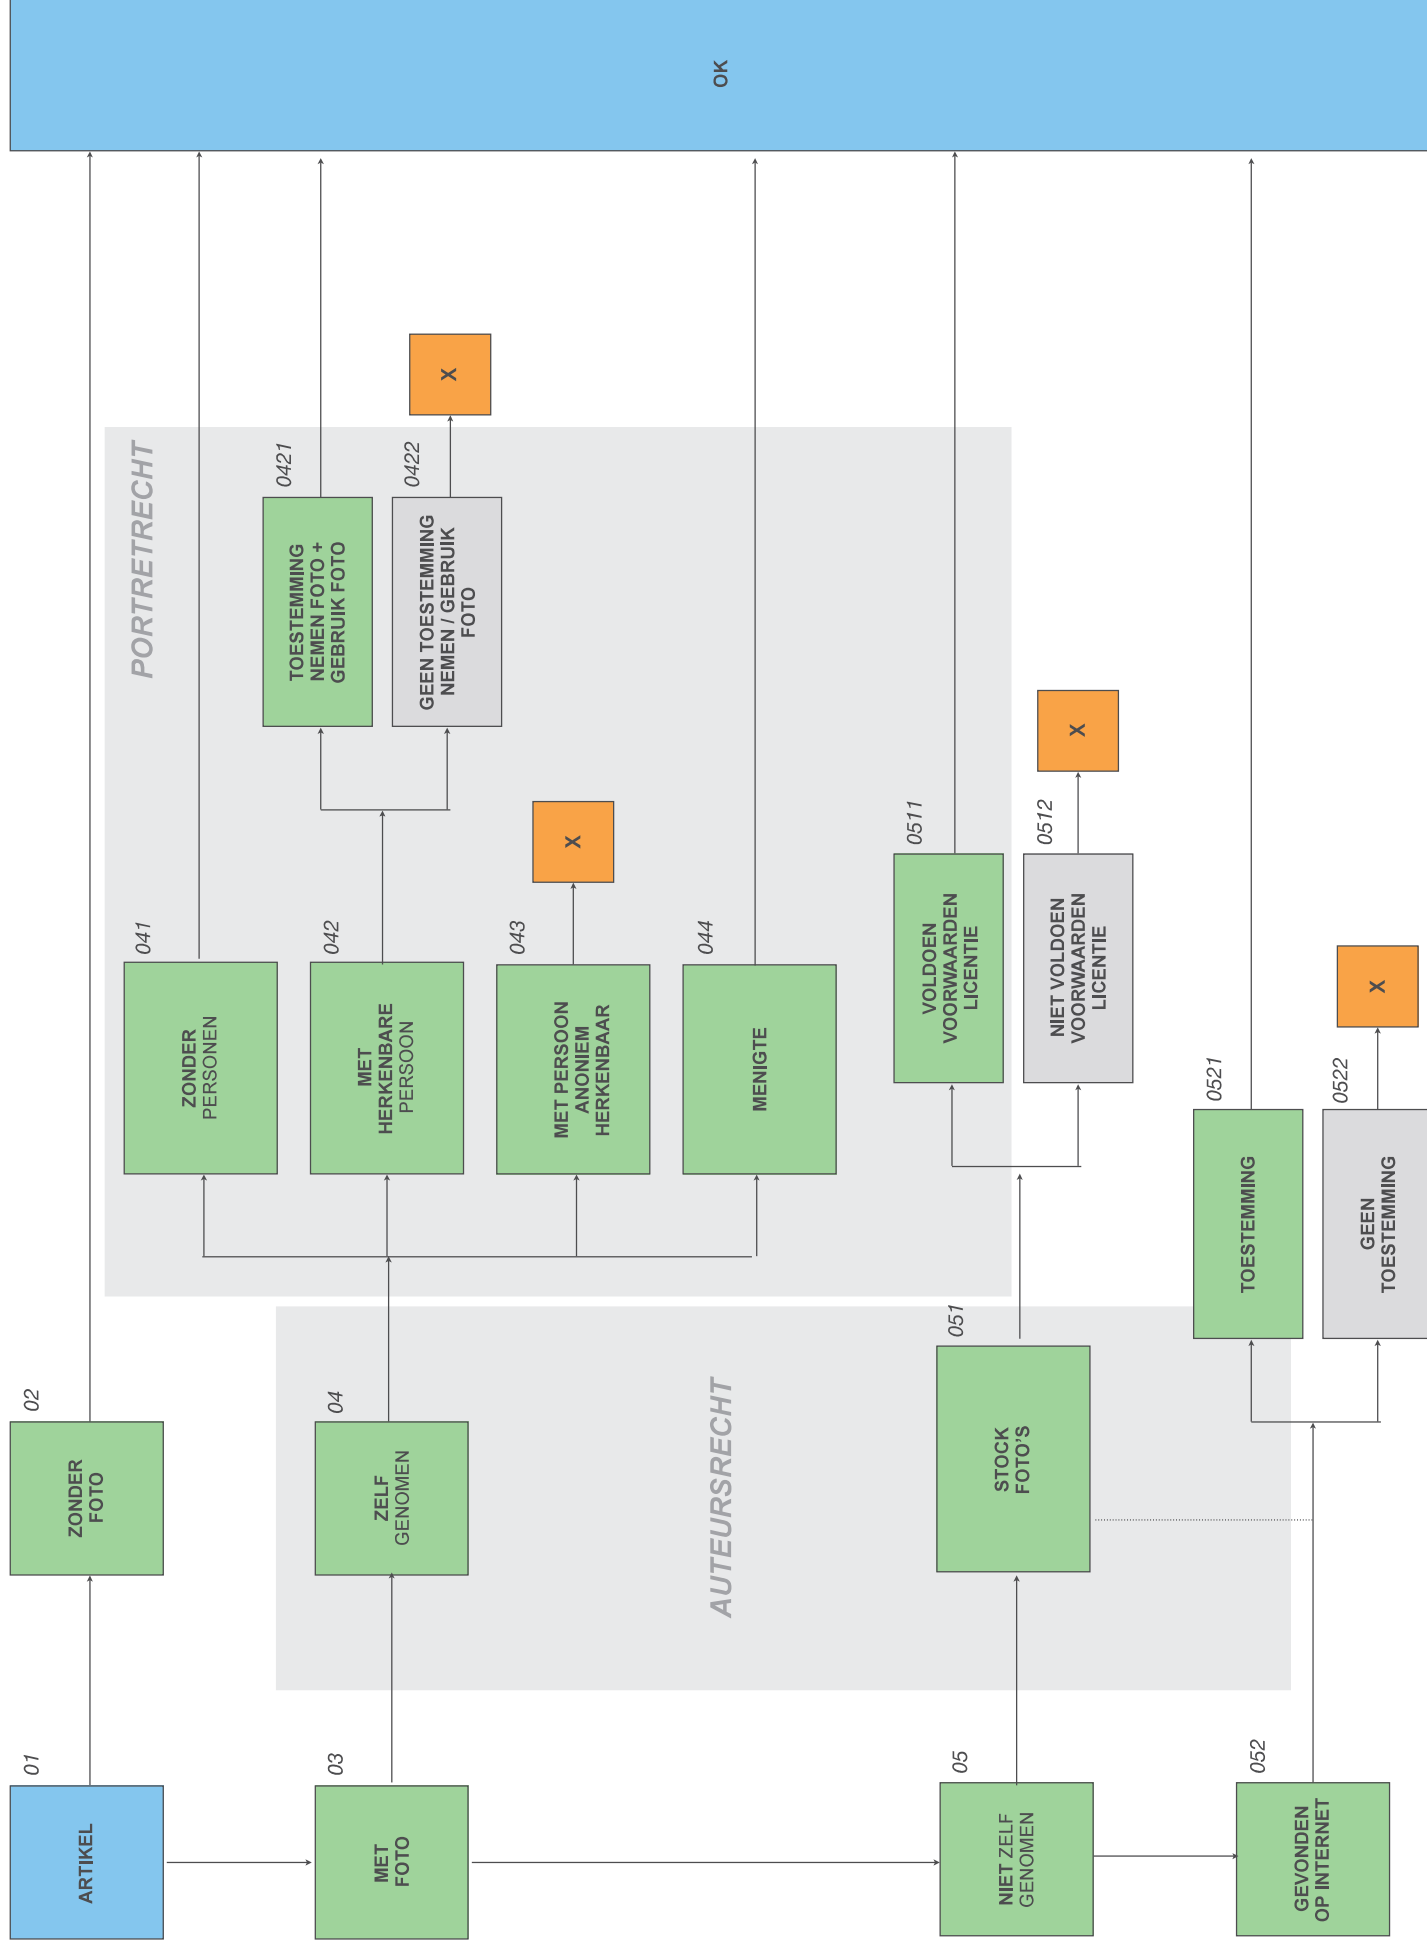 01
ARTIKEL
02
ZONDER
FOTO
OK
03
MET
FOTO
04
ZELF
GENOMEN
PORTRETRECHT
041
ZONDER
PERSONEN
042
MET
HERKENBARE
PERSOON
0421
TOESTEMMING
NEMEN FOTO +
GEBRUIK FOTO
0422
GEEN TOESTEMMING
NEMEN / GEBRUIK
FOTO
X
043
MET PERSOON
ANONIEM
HERKENBAAR
X
044
MENIGTE
AUTEURSRECHT
05
NIET ZELF
GENOMEN
051
STOCK
FOTO'S
0511
VOLDOEN
VOORWAARDEN
LICENTIE
0512
NIET VOLDOEN
VOORWAARDEN
LICENTIE
X
052
GEVONDEN
OP INTERNET
0521
TOESTEMMING
0522
GEEN
TOESTEMMING
X